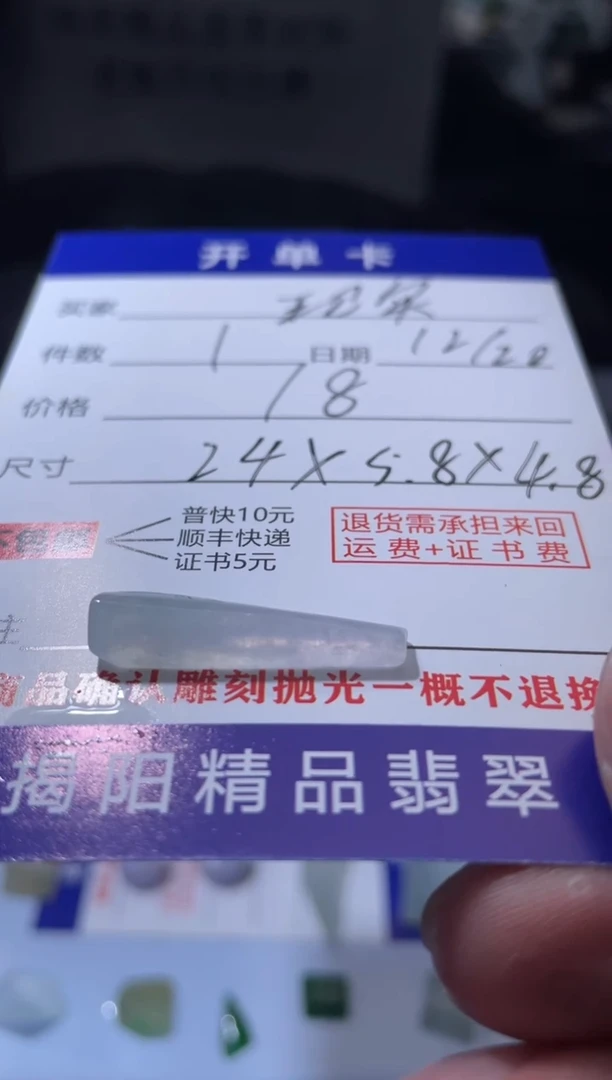 开单卡
买家
件数 1 日期 12/20
价格 18
尺寸 24X5.8X4.8
普快10元
顺丰快递
证书5元
退货需承担来回
运费+证书费
品确认雕刻抛光一概不退换
揭阳精品翡翠